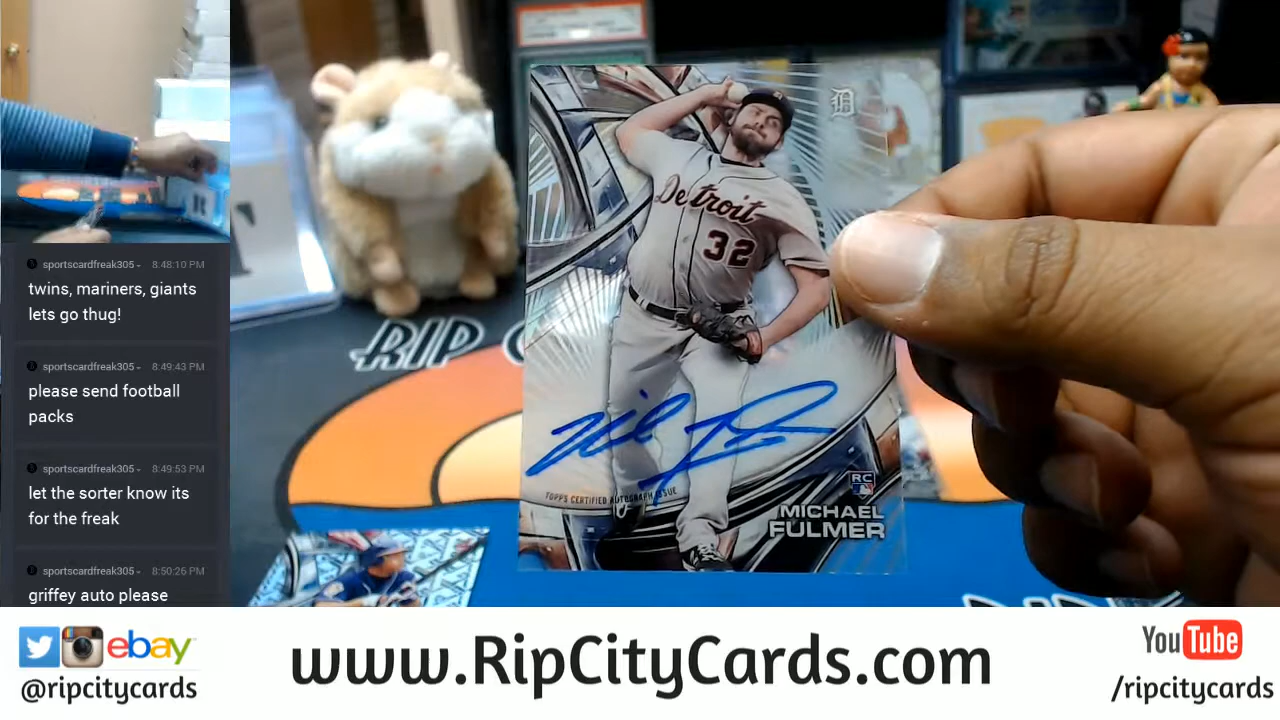 sportscardfreak305 8:48:10 PM
twins, mariners, giants
lets go thug!
sportscardfreak305 8:49:43 PM
please send football
packs
sportscardfreak305 8:49:53 PM
let the sorter know its
for the freak
sportscardfreak305 8:50:26 PM
griffey auto please
RIP
D
Detroit
32
TOPPS CERTIFIED AUTOGRAPH ISSUE
RC
MICHAEL
FULMER
ebay
@ripcitycards
www.RipCityCards.com
YouTube
/ripcitycards